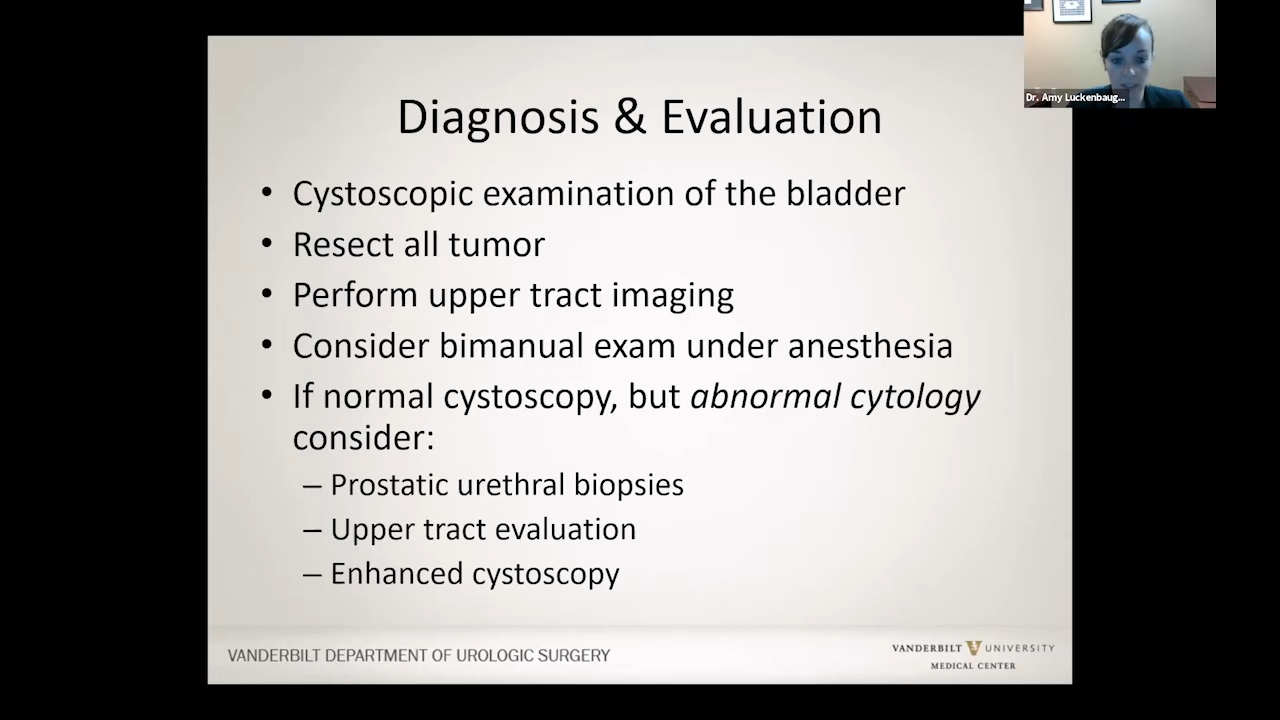 Dr. Amy Luckenbaug...
Diagnosis & Evaluation
• Cystoscopic examination of the bladder
• Resect all tumor
• Perform upper tract imaging
• Consider bimanual exam under anesthesia
• If normal cystoscopy, but abnormal cytology
consider:
– Prostatic urethral biopsies
– Upper tract evaluation
– Enhanced cystoscopy
VANDERBILT DEPARTMENT OF UROLOGIC SURGERY
VANDERBILT V UNIVERSITY
MEDICAL CENTER